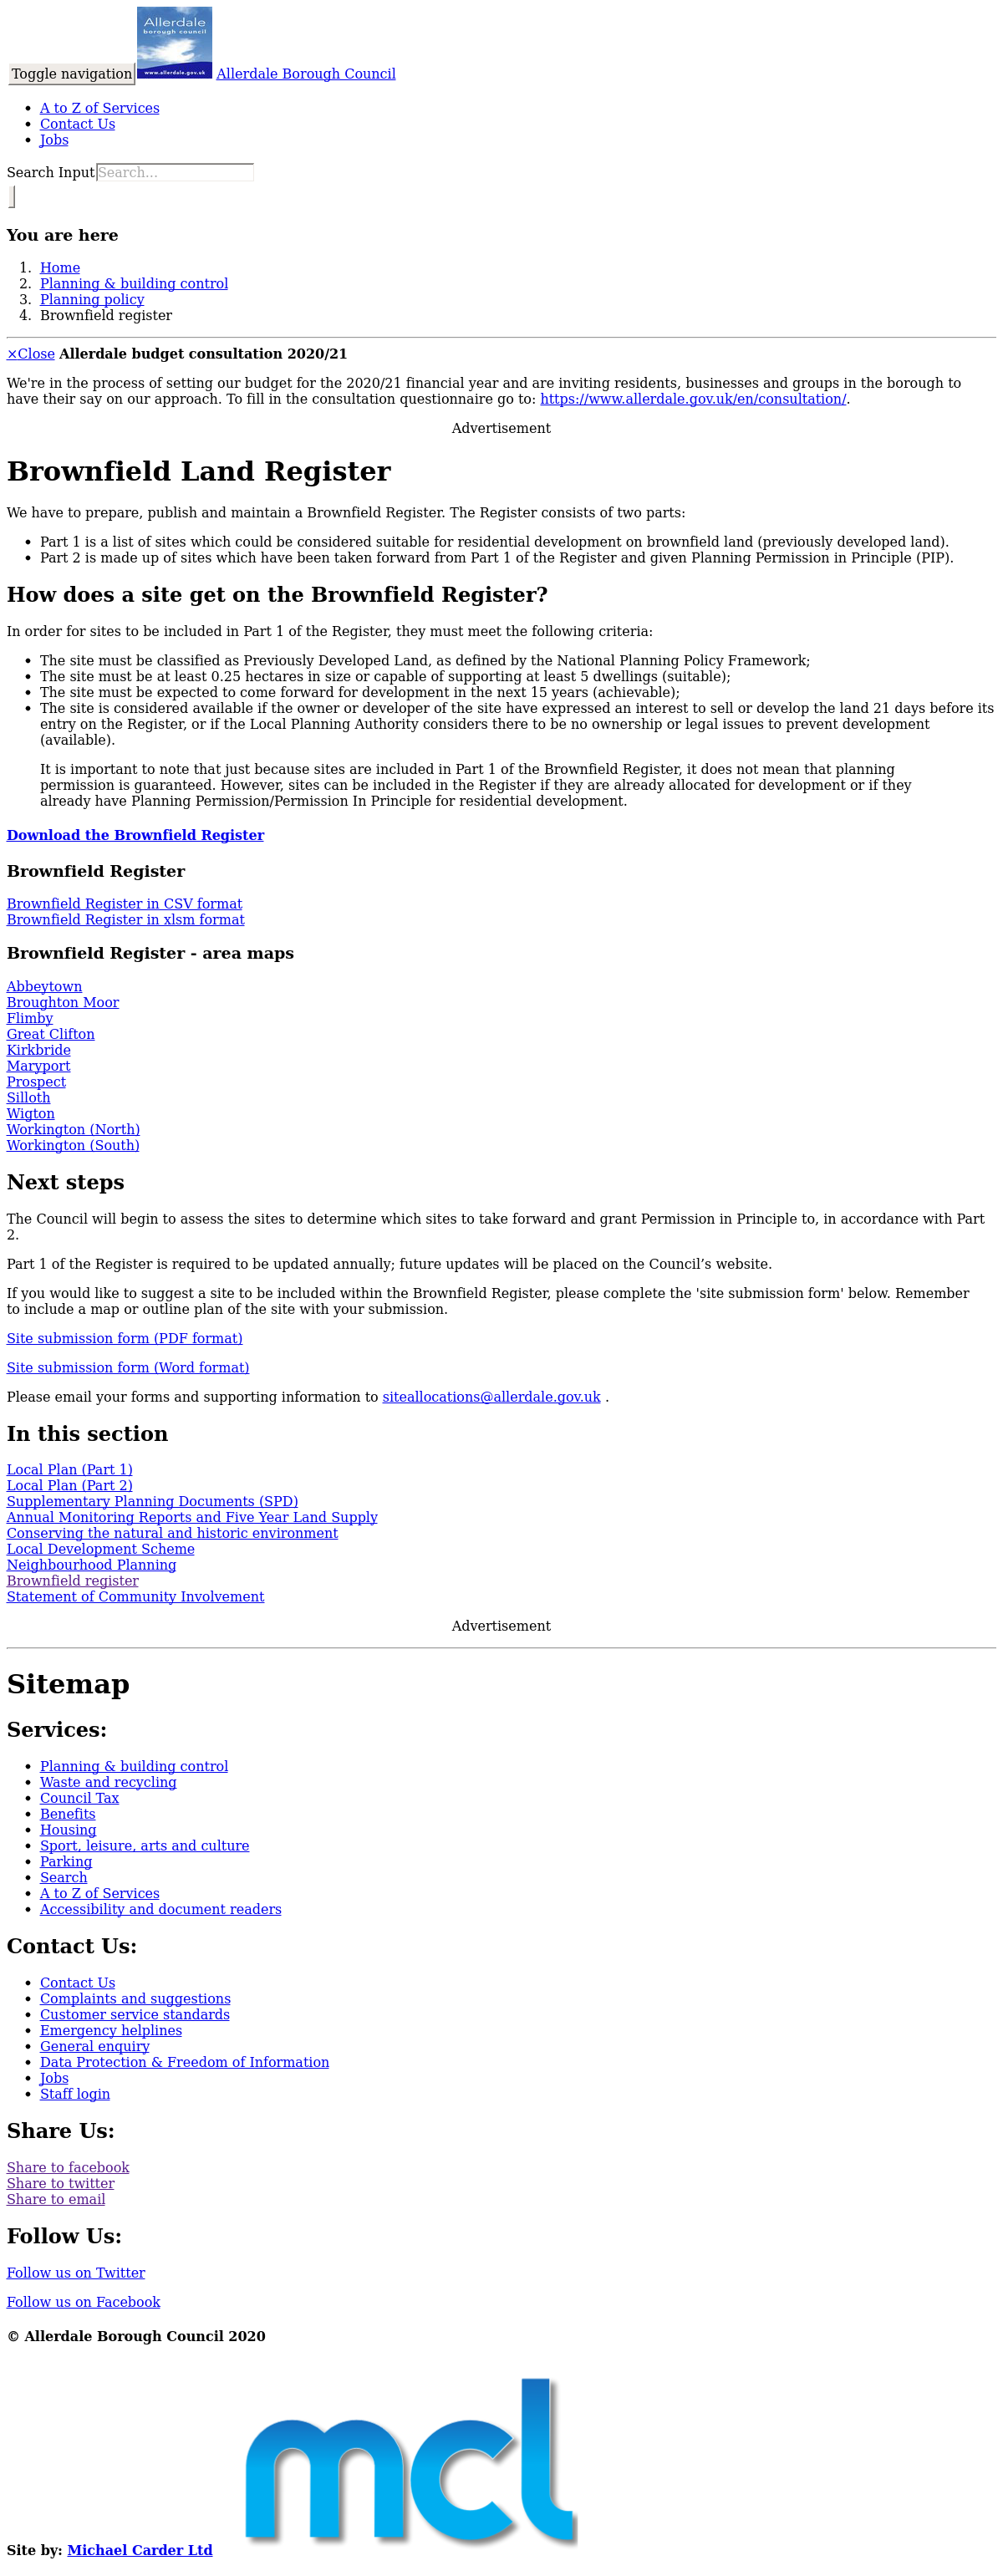 Allerdale
borough council
www.allerdale.gov.uk
Toggle navigation Allerdale Borough Council
A to Z of Services
Contact Us
Jobs
Search Input Search...
You are here
1. Home
2. Planning & building control
3. Planning policy
4. Brownfield register
×Close Allerdale budget consultation 2020/21
We're in the process of setting our budget for the 2020/21 financial year and are inviting residents, businesses and groups in the borough to
have their say on our approach. To fill in the consultation questionnaire go to: https://www.allerdale.gov.uk/en/consultation/.
Advertisement
Brownfield Land Register
We have to prepare, publish and maintain a Brownfield Register. The Register consists of two parts:
Part 1 is a list of sites which could be considered suitable for residential development on brownfield land (previously developed land).
Part 2 is made up of sites which have been taken forward from Part 1 of the Register and given Planning Permission in Principle (PIP).
How does a site get on the Brownfield Register?
In order for sites to be included in Part 1 of the Register, they must meet the following criteria:
The site must be classified as Previously Developed Land, as defined by the National Planning Policy Framework;
The site must be at least 0.25 hectares in size or capable of supporting at least 5 dwellings (suitable);
The site must be expected to come forward for development in the next 15 years (achievable);
The site is considered available if the owner or developer of the site have expressed an interest to sell or develop the land 21 days before its
entry on the Register, or if the Local Planning Authority considers there to be no ownership or legal issues to prevent development
(available).
It is important to note that just because sites are included in Part 1 of the Brownfield Register, it does not mean that planning
permission is guaranteed. However, sites can be included in the Register if they are already allocated for development or if they
already have Planning Permission/Permission In Principle for residential development.
Download the Brownfield Register
Brownfield Register
Brownfield Register in CSV format
Brownfield Register in xlsm format
Brownfield Register - area maps
Abbeytown
Broughton Moor
Flimby
Great Clifton
Kirkbride
Maryport
Prospect
Silloth
Wigton
Workington (North)
Workington (South)
Next steps
The Council will begin to assess the sites to determine which sites to take forward and grant Permission in Principle to, in accordance with Part
2.
Part 1 of the Register is required to be updated annually; future updates will be placed on the Council’s website.
If you would like to suggest a site to be included within the Brownfield Register, please complete the 'site submission form' below. Remember
to include a map or outline plan of the site with your submission.
Site submission form (PDF format)
Site submission form (Word format)
Please email your forms and supporting information to siteallocations@allerdale.gov.uk .
In this section
Local Plan (Part 1)
Local Plan (Part 2)
Supplementary Planning Documents (SPD)
Annual Monitoring Reports and Five Year Land Supply
Conserving the natural and historic environment
Local Development Scheme
Neighbourhood Planning
Brownfield register
Statement of Community Involvement
Advertisement
Sitemap
Services:
Planning & building control
Waste and recycling
Council Tax
Benefits
Housing
Sport, leisure, arts and culture
Parking
Search
A to Z of Services
Accessibility and document readers
Contact Us:
Contact Us
Complaints and suggestions
Customer service standards
Emergency helplines
General enquiry
Data Protection & Freedom of Information
Jobs
Staff login
Share Us:
Share to facebook
Share to twitter
Share to email
Follow Us:
Follow us on Twitter
Follow us on Facebook
© Allerdale Borough Council 2020
mcl
Site by: Michael Carder Ltd